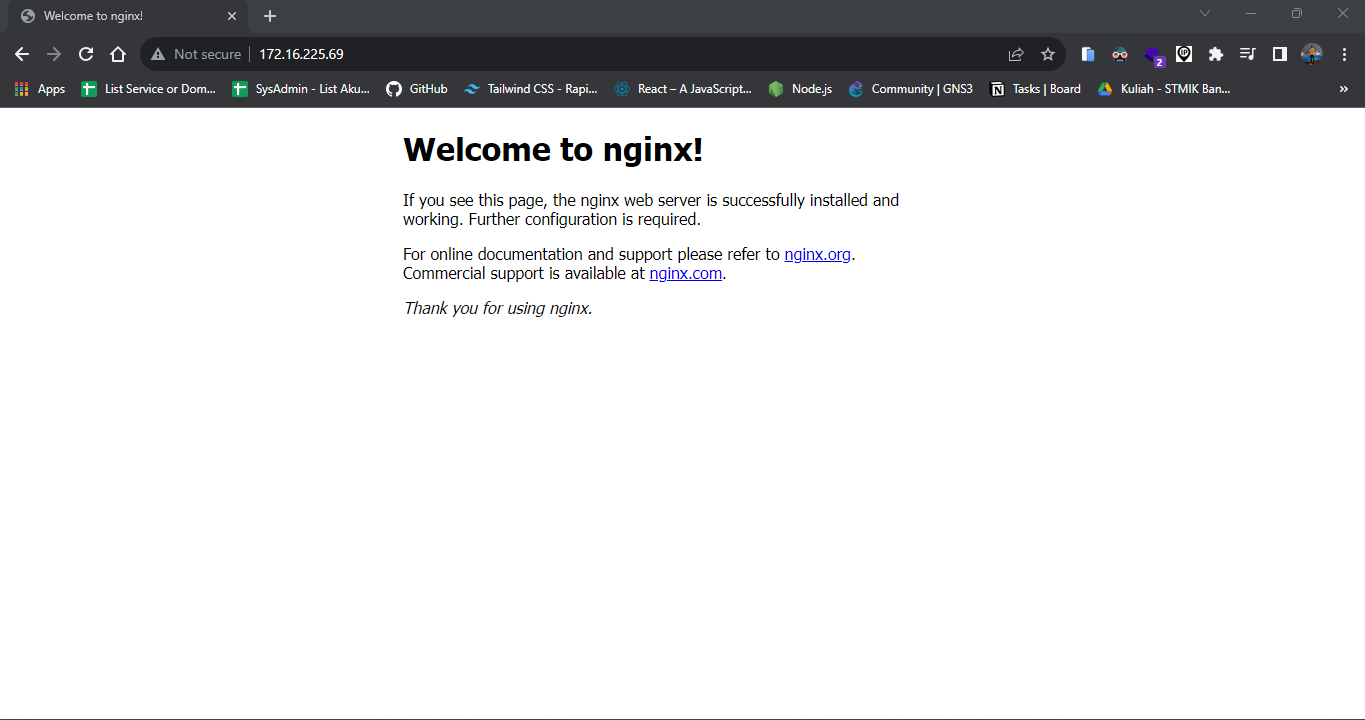 Welcome to nginx!
Not secure 172.16.225.69
2
Apps List Service or Dom... SysAdmin - List Aku... GitHub Tailwind CSS - Rapi... React – A JavaScript... Node.js Community | GNS3 Tasks | Board Kuliah - STMIK Ban... »
Welcome to nginx!
If you see this page, the nginx web server is successfully installed and
working. Further configuration is required.
For online documentation and support please refer to nginx.org.
Commercial support is available at nginx.com.
Thank you for using nginx.